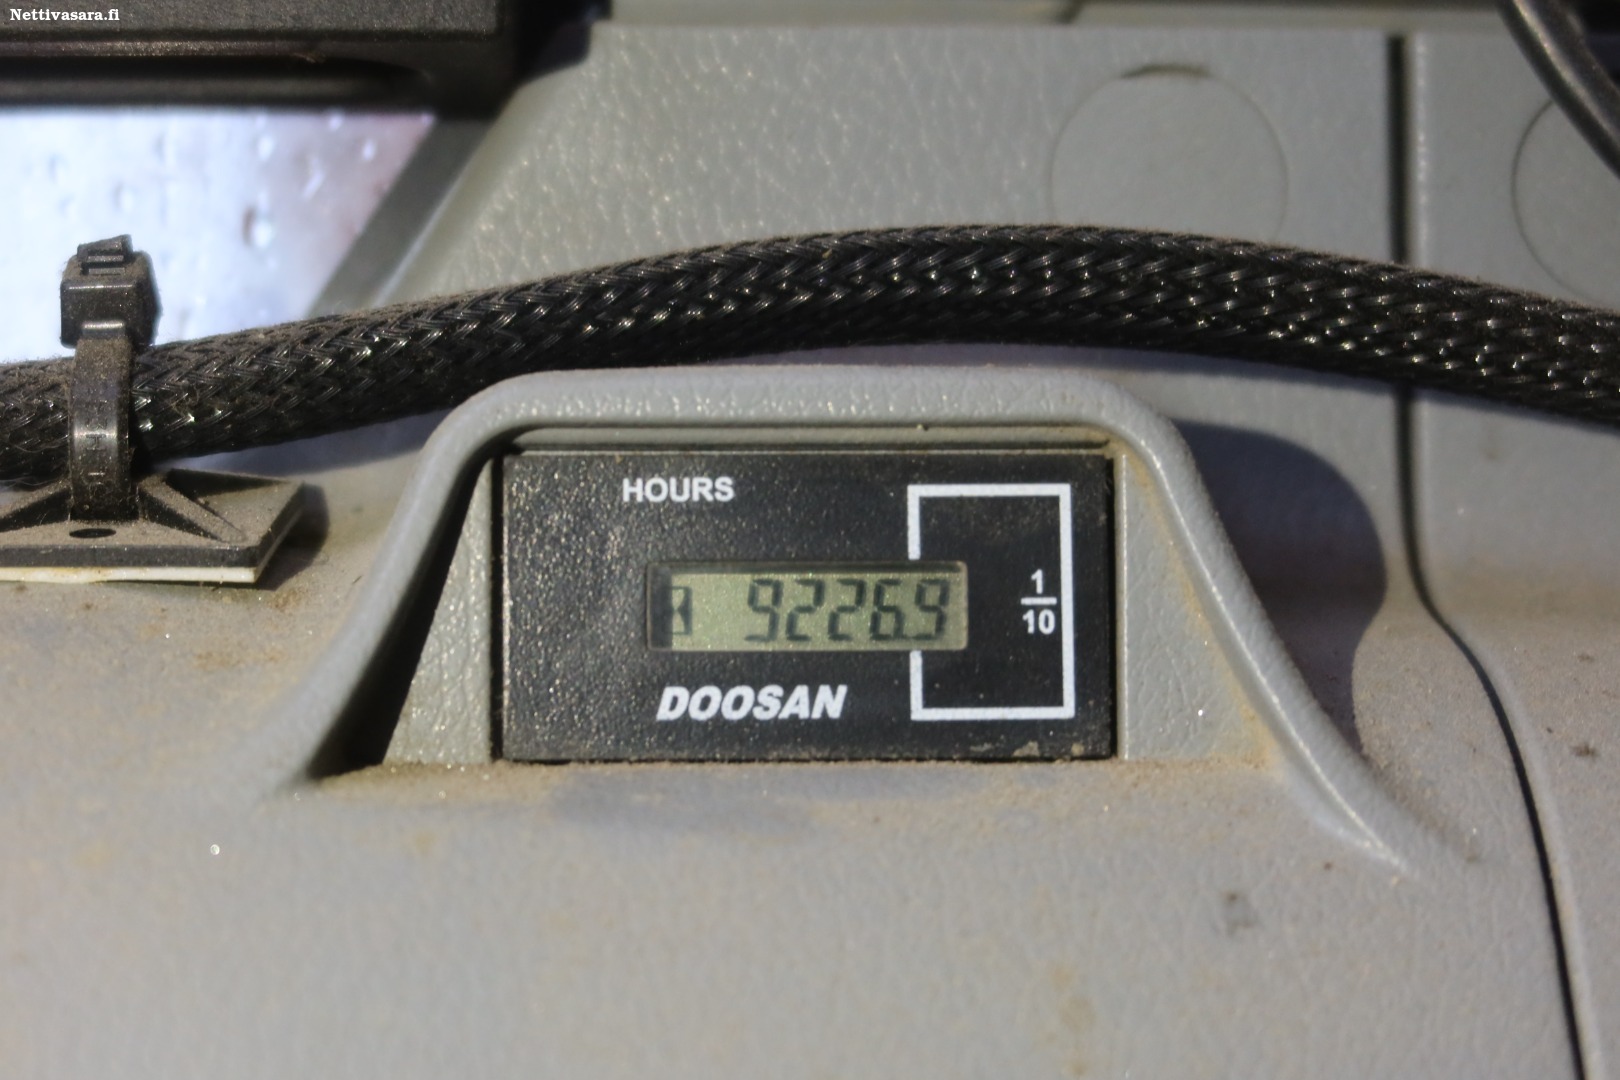 Nettivasara.fi
HOURS
9226.9
1
10
DOOSAN